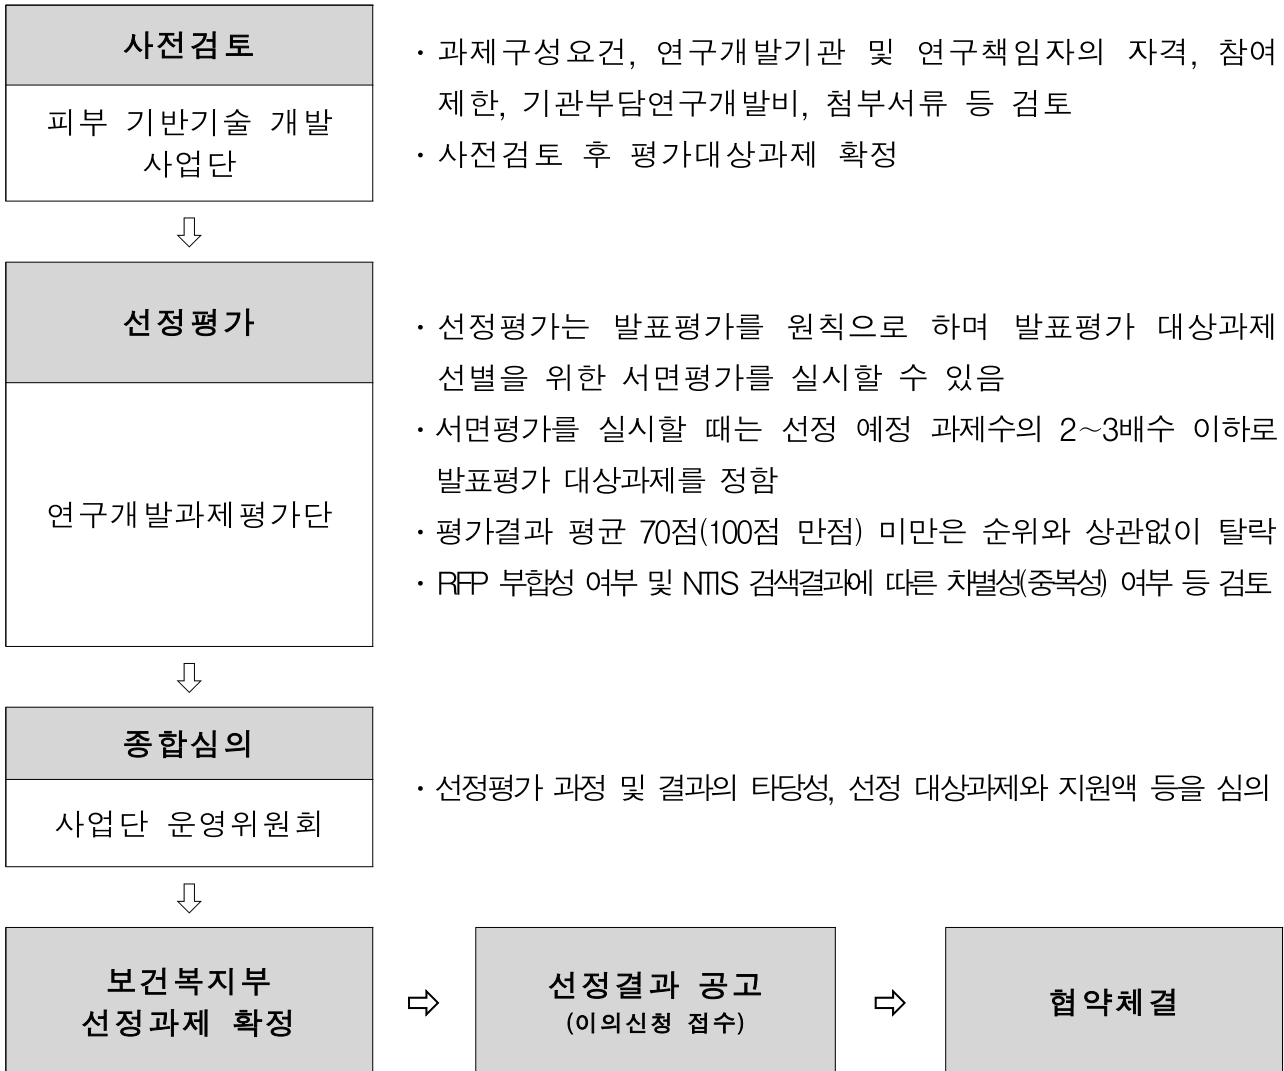 사전검토
피부 기반기술 개발
사업단
· 과제구성요건, 연구개발기관 및 연구책임자의 자격, 참여
제한, 기관부담연구개발비, 첨부서류 등 검토
· 사전검토 후 평가대상과제 확정
⇩
선정평가
연구개발과제평가단
· 선정평가는 발표평가를 원칙으로 하며 발표평가 대상과제
선별을 위한 서면평가를 실시할 수 있음
· 서면평가를 실시할 때는 선정 예정 과제수의 2~3배수 이하로
발표평가 대상과제를 정함
· 평가결과 평균 70점(100점 만점) 미만은 순위와 상관없이 탈락
· RFP 부합성 여부 및 NTIS 검색결과에 따른 차별성(중복성) 여부 등 검토
⇩
종합심의
사업단 운영위원회
· 선정평가 과정 및 결과의 타당성, 선정 대상과제와 지원액 등을 심의
⇩
보건복지부
선정과제 확정
⇨
선정결과 공고
(이의신청 접수)
⇨
협약체결